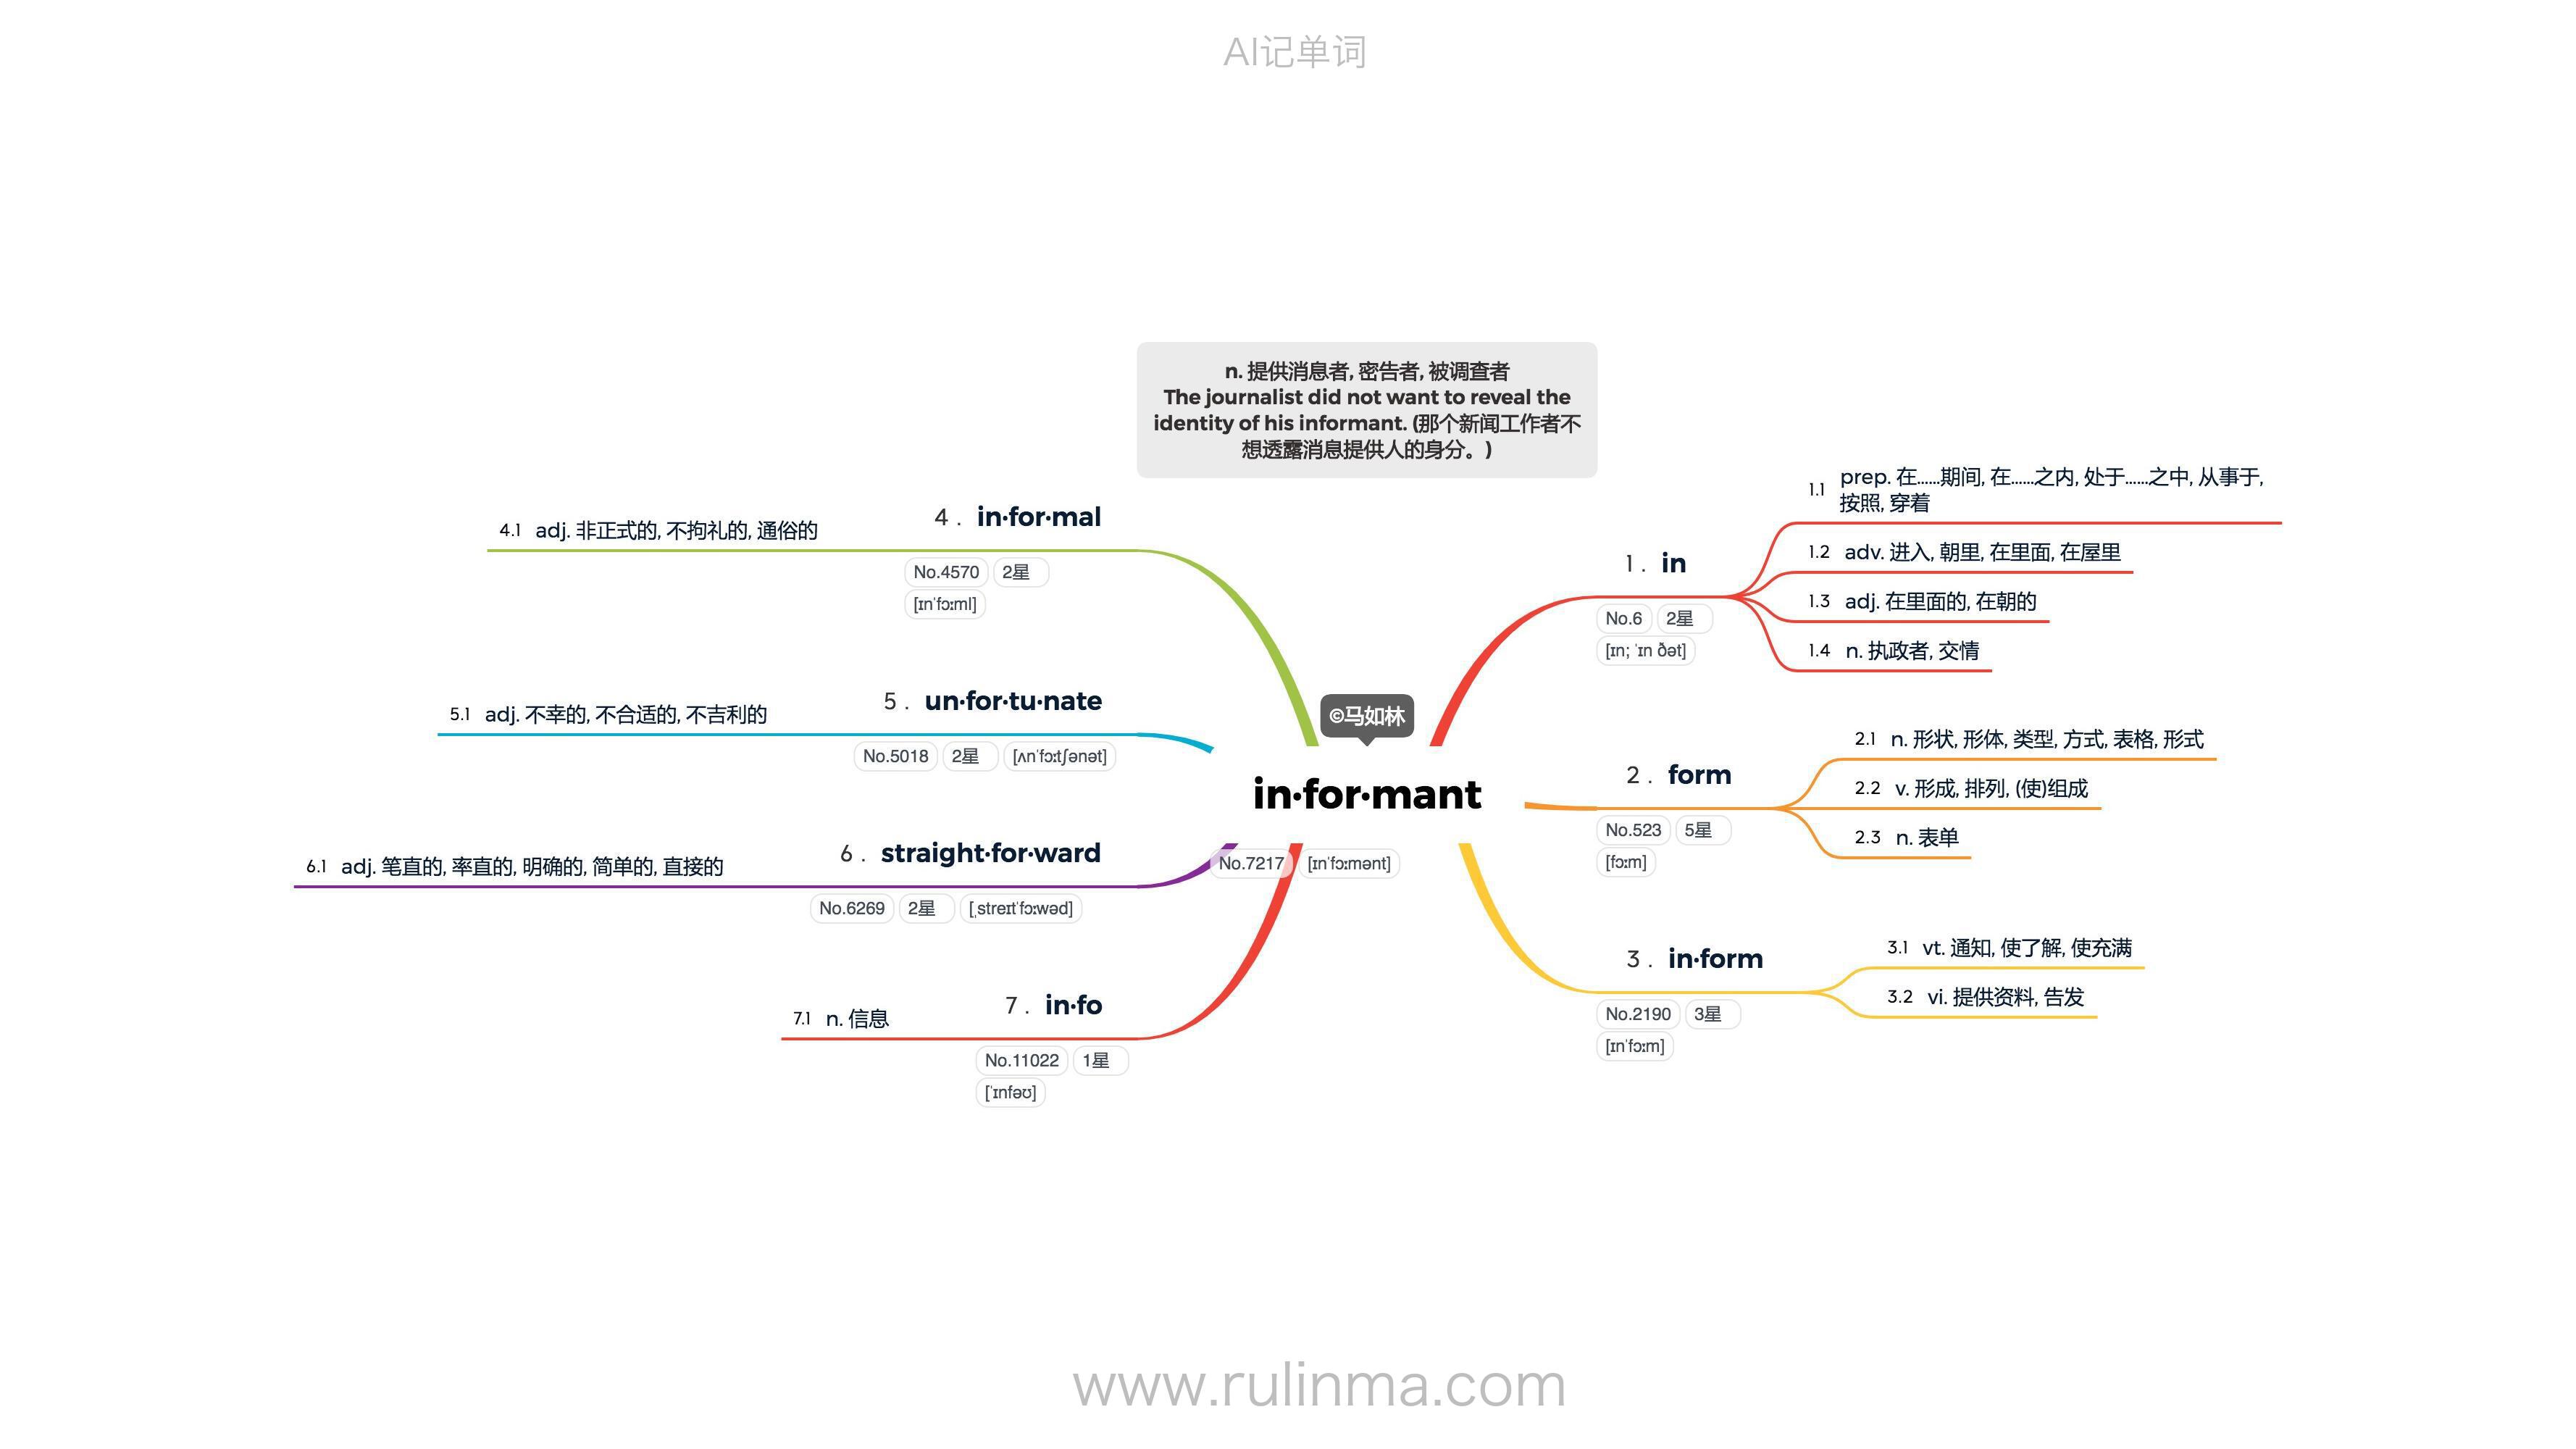 AI记单词
n. 提供消息者, 密告者, 被调查者
The journalist did not want to reveal the
identity of his informant. (那个新闻工作者不
想透露消息提供人的身分。)
©马如林
in·for·mant
No.7217 [ɪnˈfɔːmənt]
1 . in
No.6 2星
[ɪn; ˈɪn ðət]
1.1 prep. 在……期间, 在……之内, 处于……之中, 从事于,
按照, 穿着
1.2 adv. 进入, 朝里, 在里面, 在屋里
1.3 adj. 在里面的, 在朝的
1.4 n. 执政者, 交情
2 . form
No.523 5星
[fɔːm]
2.1 n. 形状, 形体, 类型, 方式, 表格, 形式
2.2 v. 形成, 排列, (使)组成
2.3 n. 表单
3 . in·form
No.2190 3星
[ɪnˈfɔːm]
3.1 vt. 通知, 使了解, 使充满
3.2 vi. 提供资料, 告发
4 . in·for·mal
No.4570 2星
[ɪnˈfɔːml]
4.1 adj. 非正式的, 不拘礼的, 通俗的
5 . un·for·tu·nate
No.5018 2星 [ʌnˈfɔːtʃənət]
5.1 adj. 不幸的, 不合适的, 不吉利的
6 . straight·for·ward
No.6269 2星 [ˌstreɪtˈfɔːwəd]
6.1 adj. 笔直的, 率直的, 明确的, 简单的, 直接的
7 . in·fo
No.11022 1星
[ˈɪnfəʊ]
7.1 n. 信息
www.rulinma.com